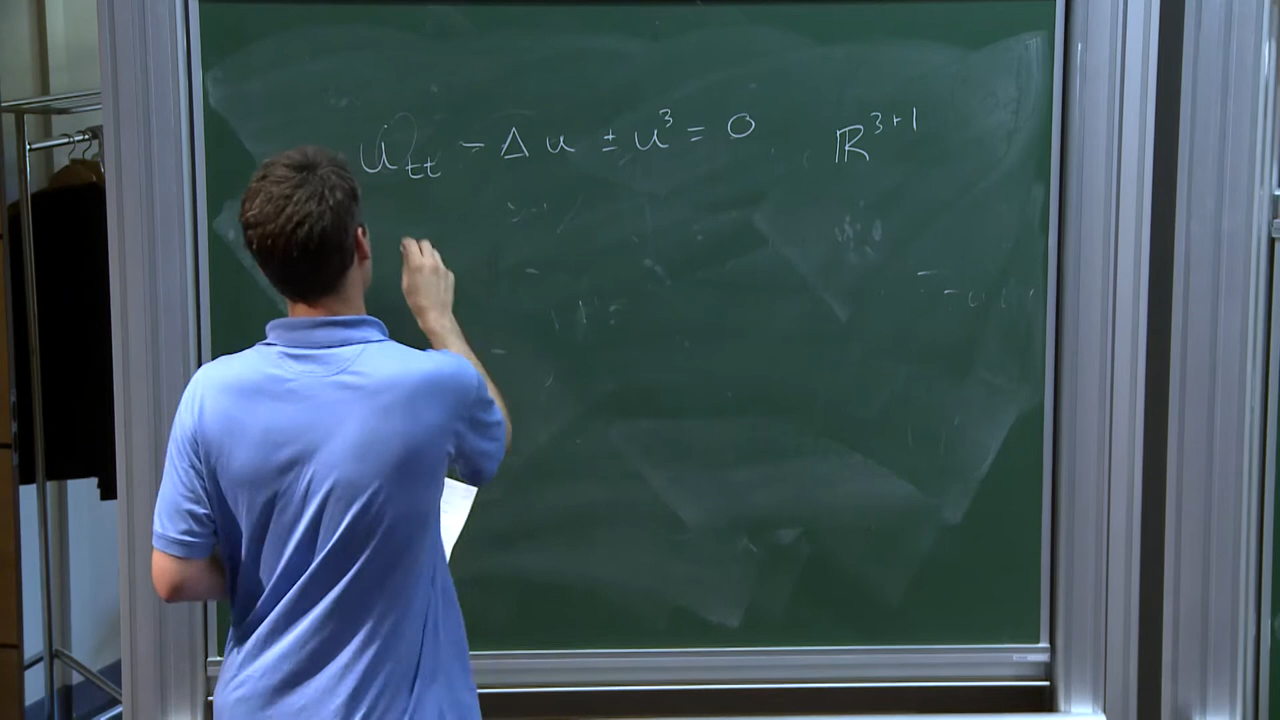 u_tt - Δu ± u³ = 0 ℝ³⁺¹